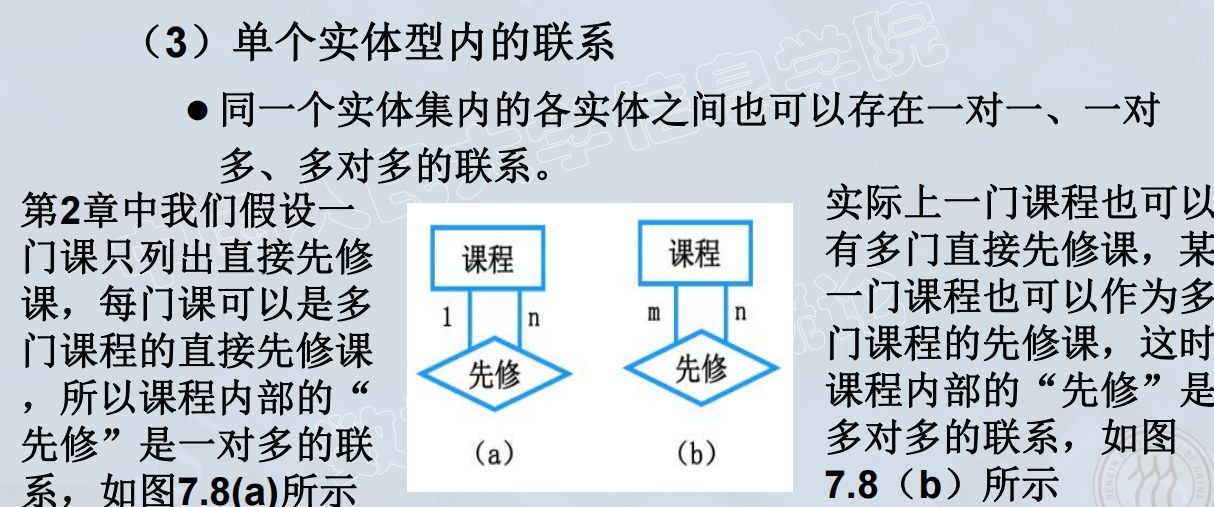 （3）单个实体型内的联系
● 同一个实体集内的各实体之间也可以存在一对一、一对
多、多对多的联系。
第2章中我们假设一
门课只列出直接先修
课，每门课可以是多
门课程的直接先修课
，所以课程内部的“
先修”是一对多的联
系，如图7.8(a)所示
课程
1 n
先修
（a）
课程
m n
先修
（b）
实际上一门课程也可以
有多门直接先修课，某
一门课程也可以作为多
门课程的先修课，这时
课程内部的“先修”是
多对多的联系，如图
7.8（b）所示